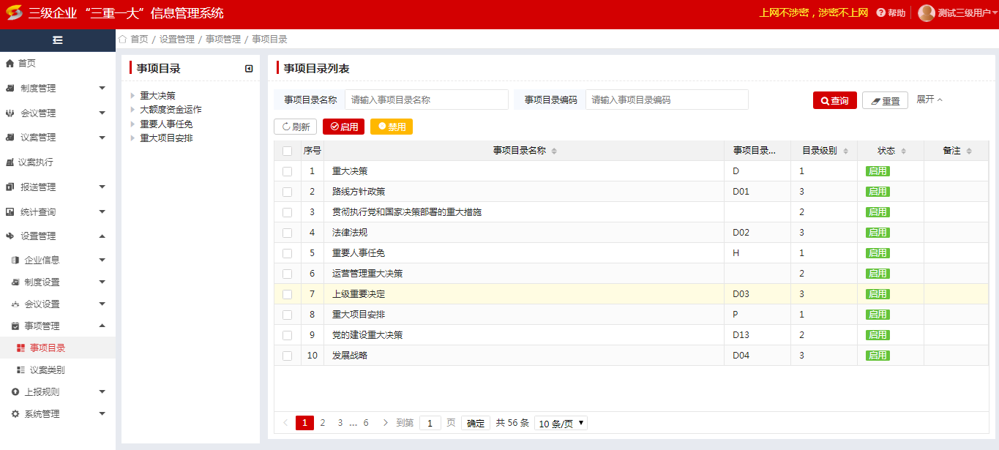 三级企业 “三重一大” 信息管理系统
上网不涉密，涉密不上网 帮助 测试三级用户
首页 / 设置管理 / 事项管理 / 事项目录
首页
制度管理
会议管理
议案管理
议案执行
报送管理
统计查询
设置管理
企业信息
制度设置
会议设置
事项管理
事项目录
议案类别
上报规则
系统管理
事项目录
重大决策
大额度资金运作
重要人事任免
重大项目安排
事项目录列表
事项目录名称 请输入事项目录名称 事项目录编码 请输入事项目录编码 查询 重置 展开
刷新 启用 禁用
序号 事项目录名称 事项目录... 目录级别 状态 备注
1 重大决策 D 1 启用
2 路线方针政策 D01 3 启用
3 贯彻执行党和国家决策部署的重大措施 2 启用
4 法律法规 D02 3 启用
5 重要人事任免 H 1 启用
6 运营管理重大决策 2 启用
7 上级重要决定 D03 3 启用
8 重大项目安排 P 1 启用
9 党的建设重大决策 D13 2 启用
10 发展战略 D04 3 启用
1 2 3 ... 6 到第 1 页 确定 共 56 条 10 条/页